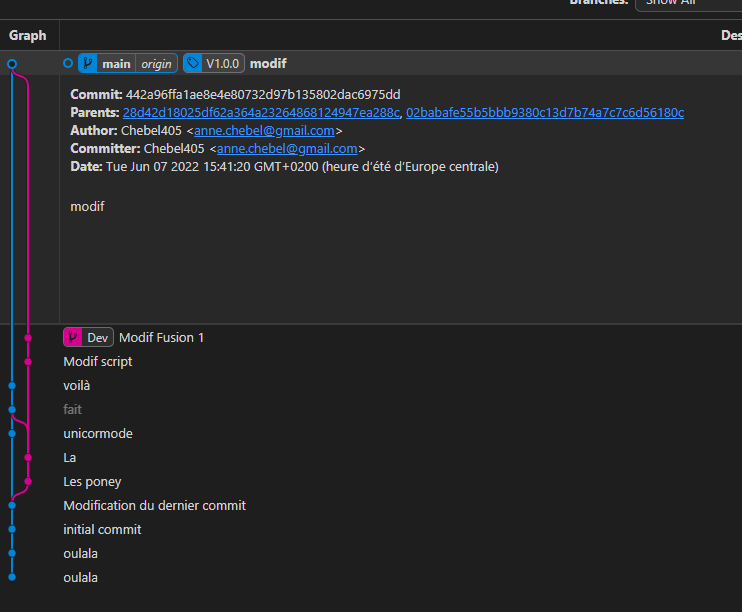 Branches: Show All
Graph
Des
main origin V1.0.0 modif
Commit: 442a96ffa1ae8e4e80732d97b135802dac6975dd
Parents: 28d42d18025df62a364a23264868124947ea288c, 02babafe55b5bbb9380c13d7b74a7c7c6d56180c
Author: Chebel405 <anne.chebel@gmail.com>
Committer: Chebel405 <anne.chebel@gmail.com>
Date: Tue Jun 07 2022 15:41:20 GMT+0200 (heure d’été d’Europe centrale)
modif
Dev Modif Fusion 1
Modif script
voilà
fait
unicormode
La
Les poney
Modification du dernier commit
initial commit
oulala
oulala